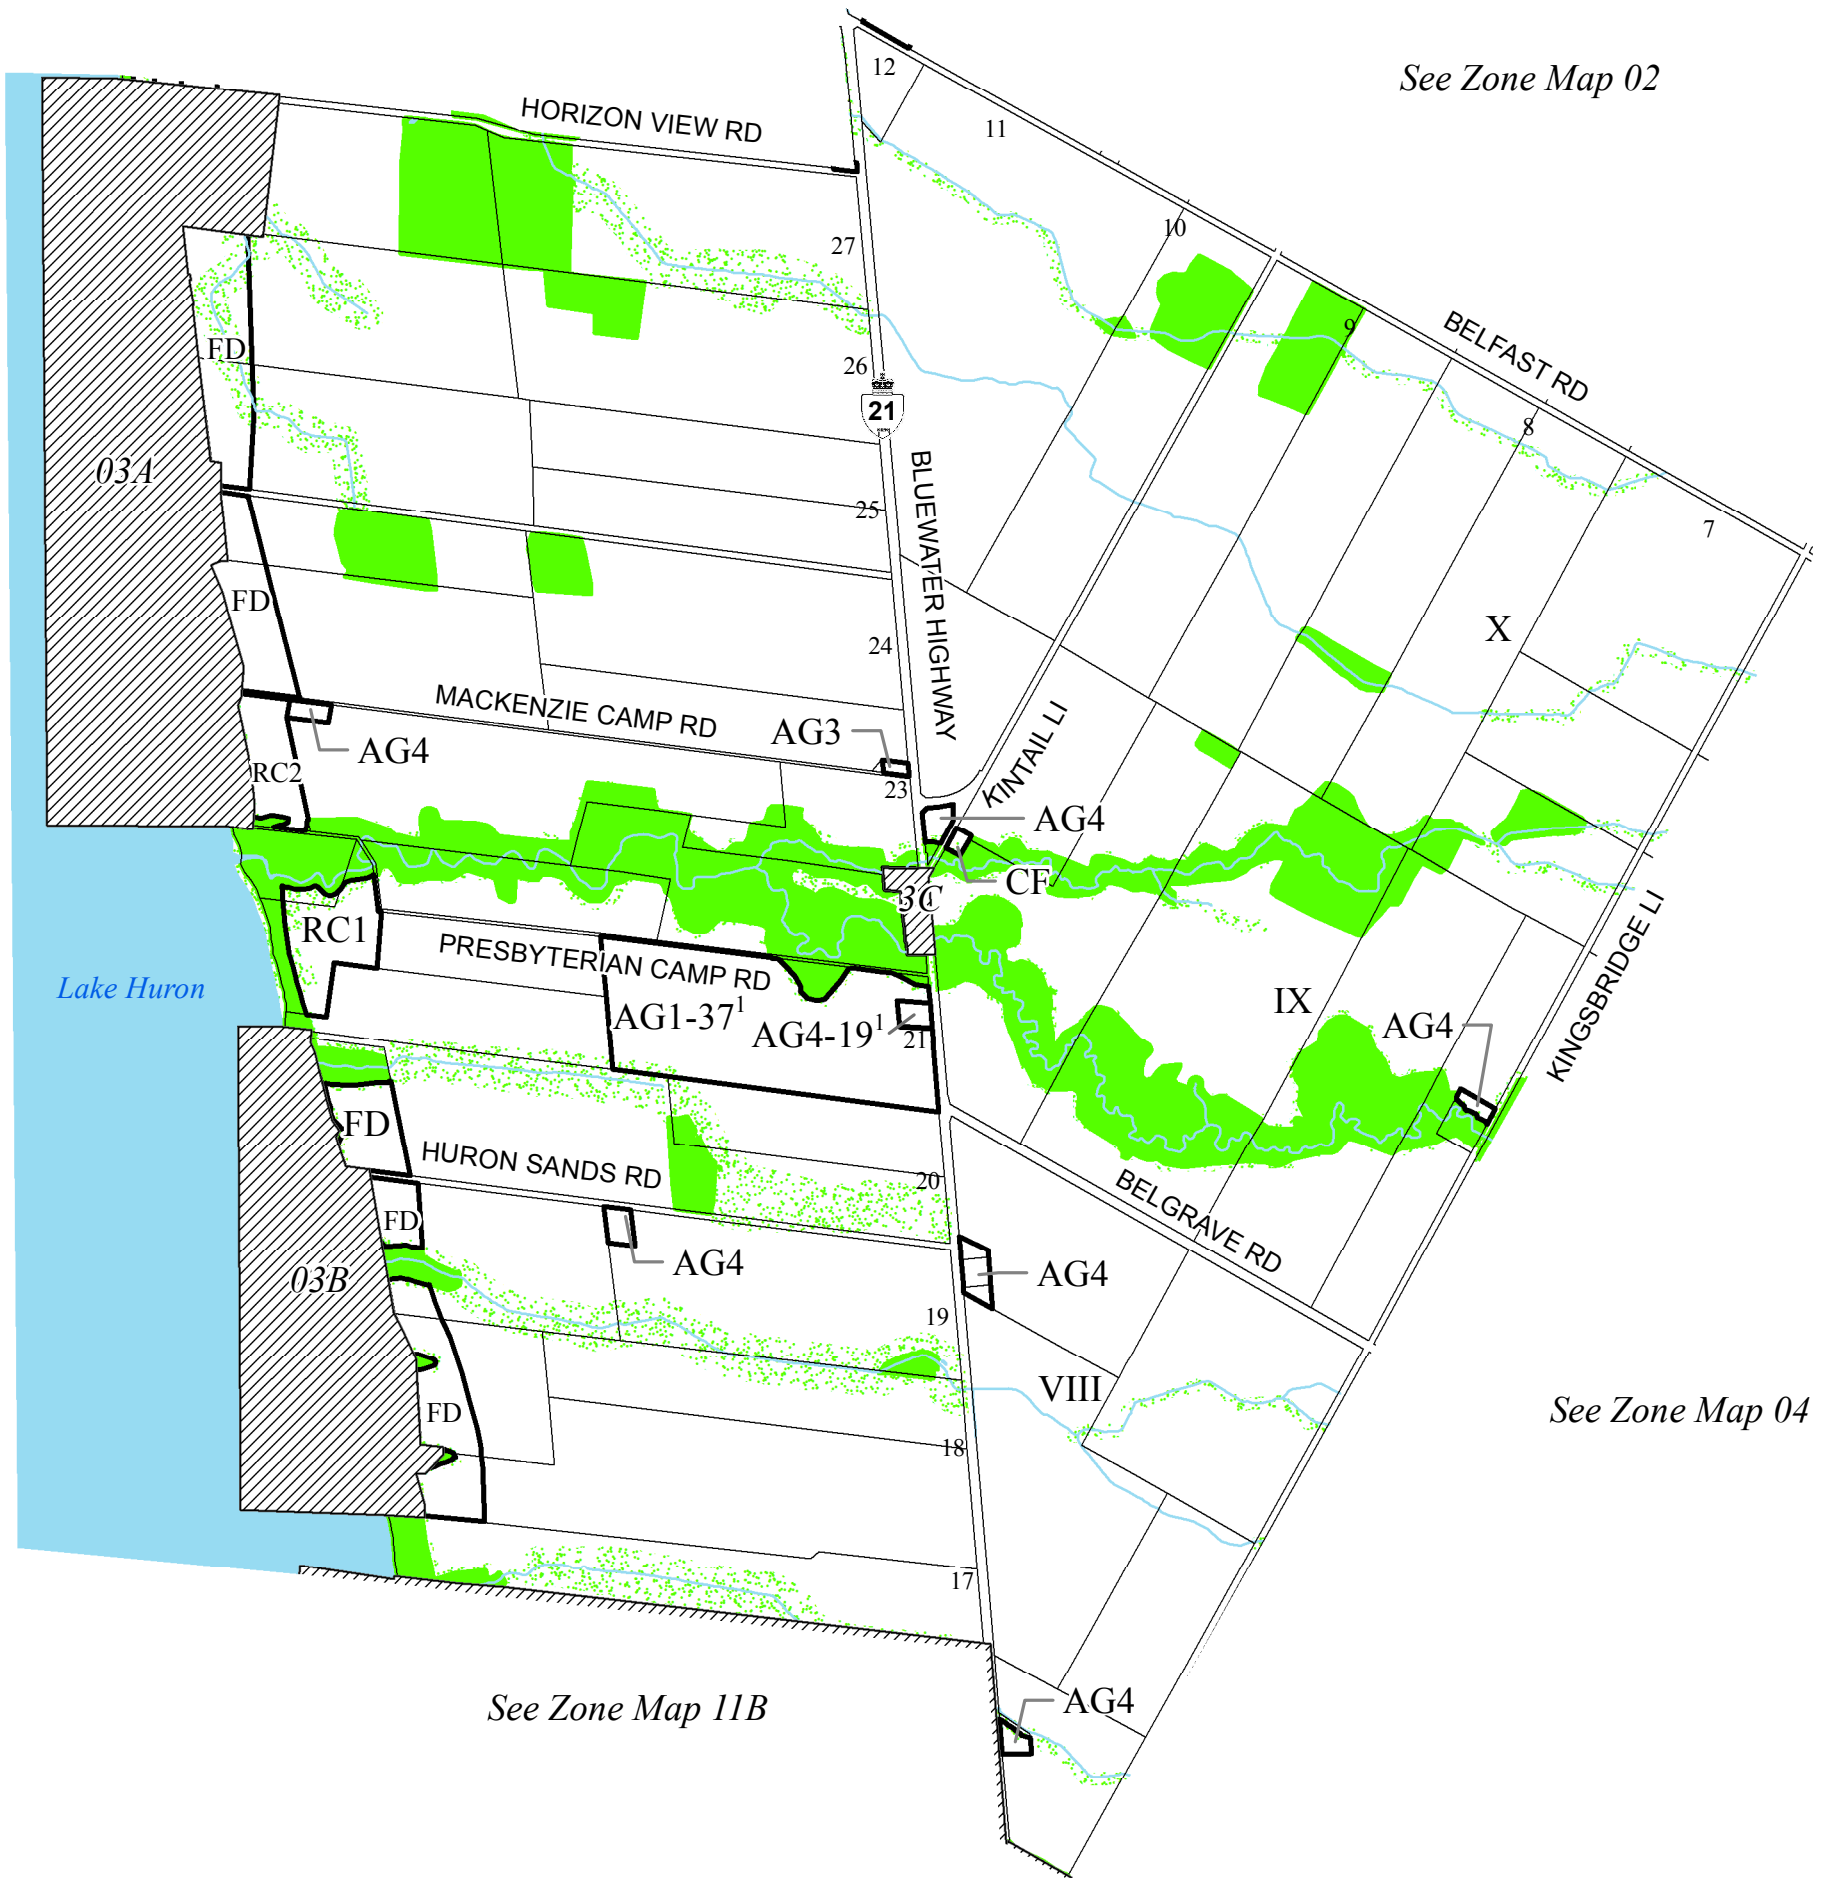 See Zone Map 02
12
HORIZON VIEW RD
11
10
27
9
BELFAST RD
FD
26
21
8
03A
BLUEWATER HIGHWAY
25
7
FD
24
X
MACKENZIE CAMP RD
AG3
KINTAIL LI
AG4
RC2
23
AG4
CF
3C
RC1
PRESBYTERIAN CAMP RD
KINGSBRIDGE LI
Lake Huron
AG1-37¹
AG4-19¹
IX
AG4
21
FD
HURON SANDS RD
20
BELGRAVE RD
FD
AG4
AG4
03B
19
VIII
FD
See Zone Map 04
18
17
See Zone Map 11B
AG4